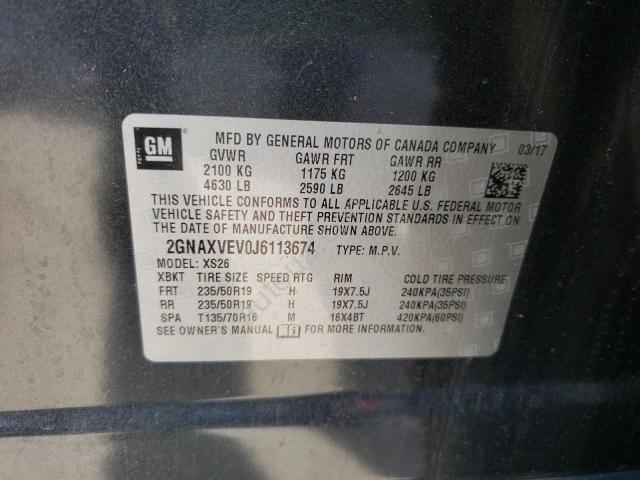 GM
MFD BY GENERAL MOTORS OF CANADA COMPANY 03/17
GVWR GAWR FRT GAWR RR
2100 KG 1175 KG 1200 KG
4630 LB 2590 LB 2645 LB
THIS VEHICLE CONFORMS TO ALL APPLICABLE U.S. FEDERAL MOTOR
VEHICLE SAFETY AND THEFT PREVENTION STANDARDS IN EFFECT ON
THE DATE OF MANUFACTURE SHOWN ABOVE.
2GNAXVEV0J6113674 TYPE: M.P.V.
MODEL: XS26
XBKT TIRE SIZE SPEED RTG RIM COLD TIRE PRESSURE
FRT 235/50R19 H 19X7.5J 240KPA(35PSI)
RR 235/50R19 H 19X7.5J 240KPA(35PSI)
SPA T135/70R16 M 16X4BT 420KPA(60PSI)
SEE OWNER'S MANUAL FOR MORE INFORMATION.